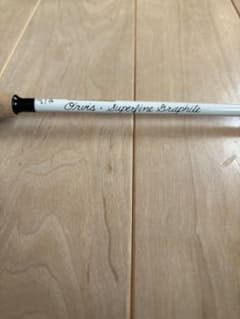 Orvis · Superfine Graphite